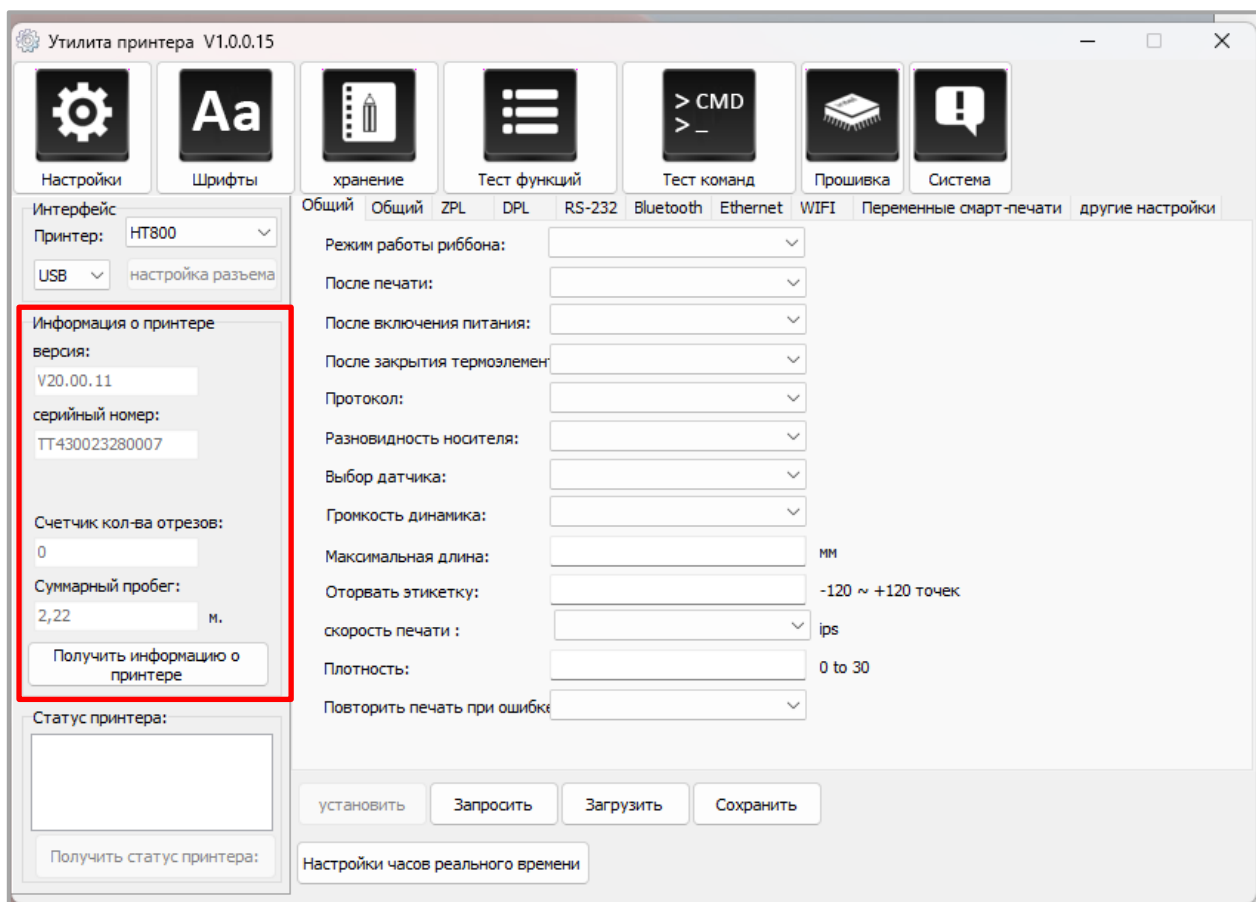 Утилита принтера V1.0.0.15
Aa
> CMD
>_
Настройки
Шрифты
хранение
Тест функций
Тест команд
Прошивка
Система
Интерфейс
Принтер: HT800
USB настройка разъема
Информация о принтере
версия:
V20.00.11
серийный номер:
TT430023280007
Счетчик кол-ва отрезов:
0
Суммарный пробег:
2,22 м.
Получить информацию о
принтере
Статус принтера:
Получить статус принтера:
Общий Общий ZPL DPL RS-232 Bluetooth Ethernet WIFI Переменные смарт-печати другие настройки
Режим работы риббона:
После печати:
После включения питания:
После закрытия термоэлемент
Протокол:
Разновидность носителя:
Выбор датчика:
Громкость динамика:
Максимальная длина: мм
Оторвать этикетку: -120 ~ +120 точек
скорость печати : ips
Плотность: 0 to 30
Повторить печать при ошибке
установить Запросить Загрузить Сохранить
Настройки часов реального времени